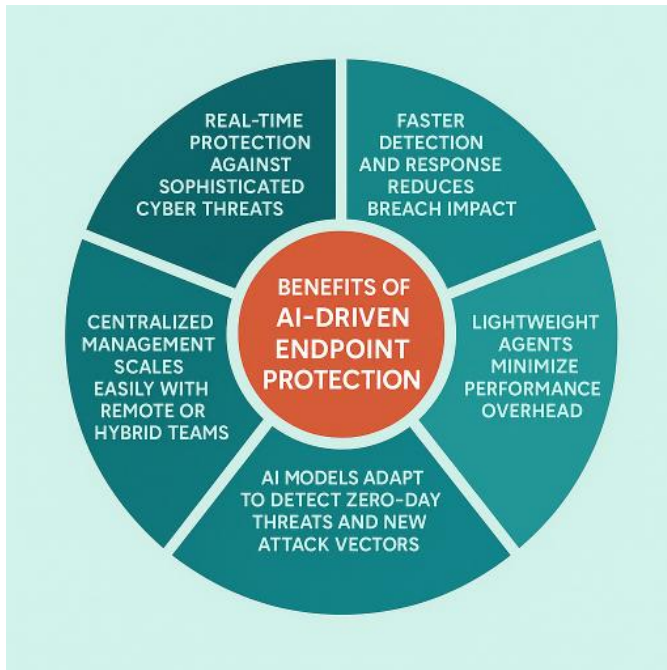 REAL-TIME
PROTECTION
AGAINST
SOPHISTICATED
CYBER THREATS
FASTER
DETECTION
AND RESPONSE
REDUCES
BREACH IMPACT
BENEFITS OF
AI-DRIVEN
ENDPOINT
PROTECTION
CENTRALIZED
MANAGEMENT
SCALES
EASILY WITH
REMOTE OR
HYBRID TEAMS
LIGHTWEIGHT
AGENTS
MINIMIZE
PERFORMANCE
OVERHEAD
AI MODELS ADAPT
TO DETECT ZERO-DAY
THREATS AND NEW
ATTACK VECTORS